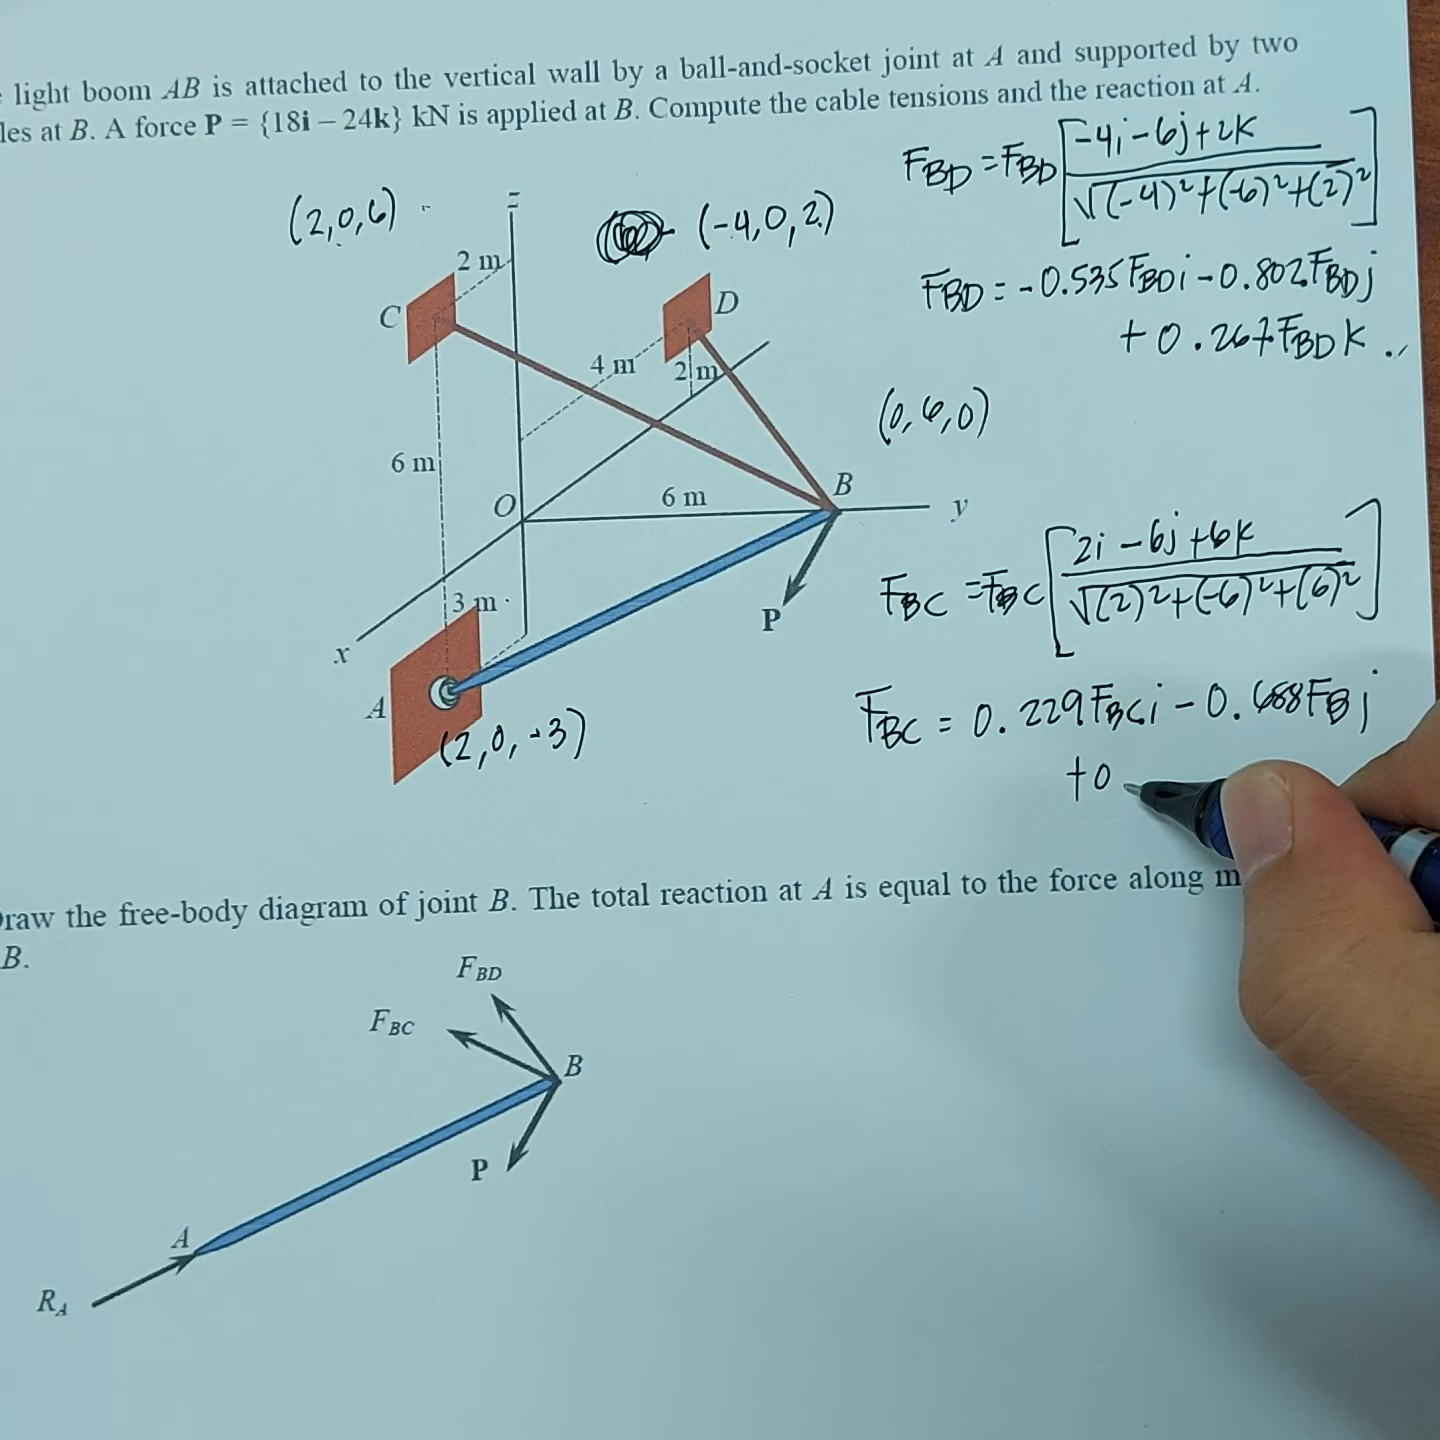 light boom AB is attached to the vertical wall by a ball-and-socket joint at A and supported by two
les at B. A force P = {18i – 24k} kN is applied at B. Compute the cable tensions and the reaction at A.
F_BD = F_BD [ -4i - 6j + 2k / √(-4)² + (-6)² + (2)² ]
(2,0,6)
(-4,0,2)
z
2 m
C
D
F_BD = -0.535 F_BD i - 0.802 F_BD j
+ 0.267 F_BD k
4 m
2 m
(0,6,0)
6 m
O
6 m
B
y
F_BC = F_BC [ 2i - 6j + 6k / √(2)² + (-6)² + (6)² ]
3 m
P
x
A
(2,0,-3)
F_BC = 0.229 F_BC i - 0.688 F_B j
+0
raw the free-body diagram of joint B. The total reaction at A is equal to the force along m
B.
F_BD
F_BC
B
P
A
R_A